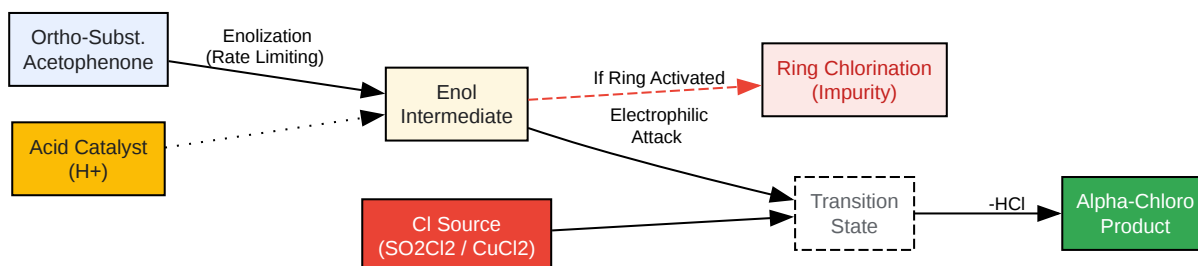 Ortho-Subst.
Acetophenone
Enolization
(Rate Limiting)
Acid Catalyst
(H+)
Enol
Intermediate
If Ring Activated
Ring Chlorination
(Impurity)
Electrophilic
Attack
Cl Source
(SO2Cl2 / CuCl2)
Transition
State
-HCl
Alpha-Chloro
Product